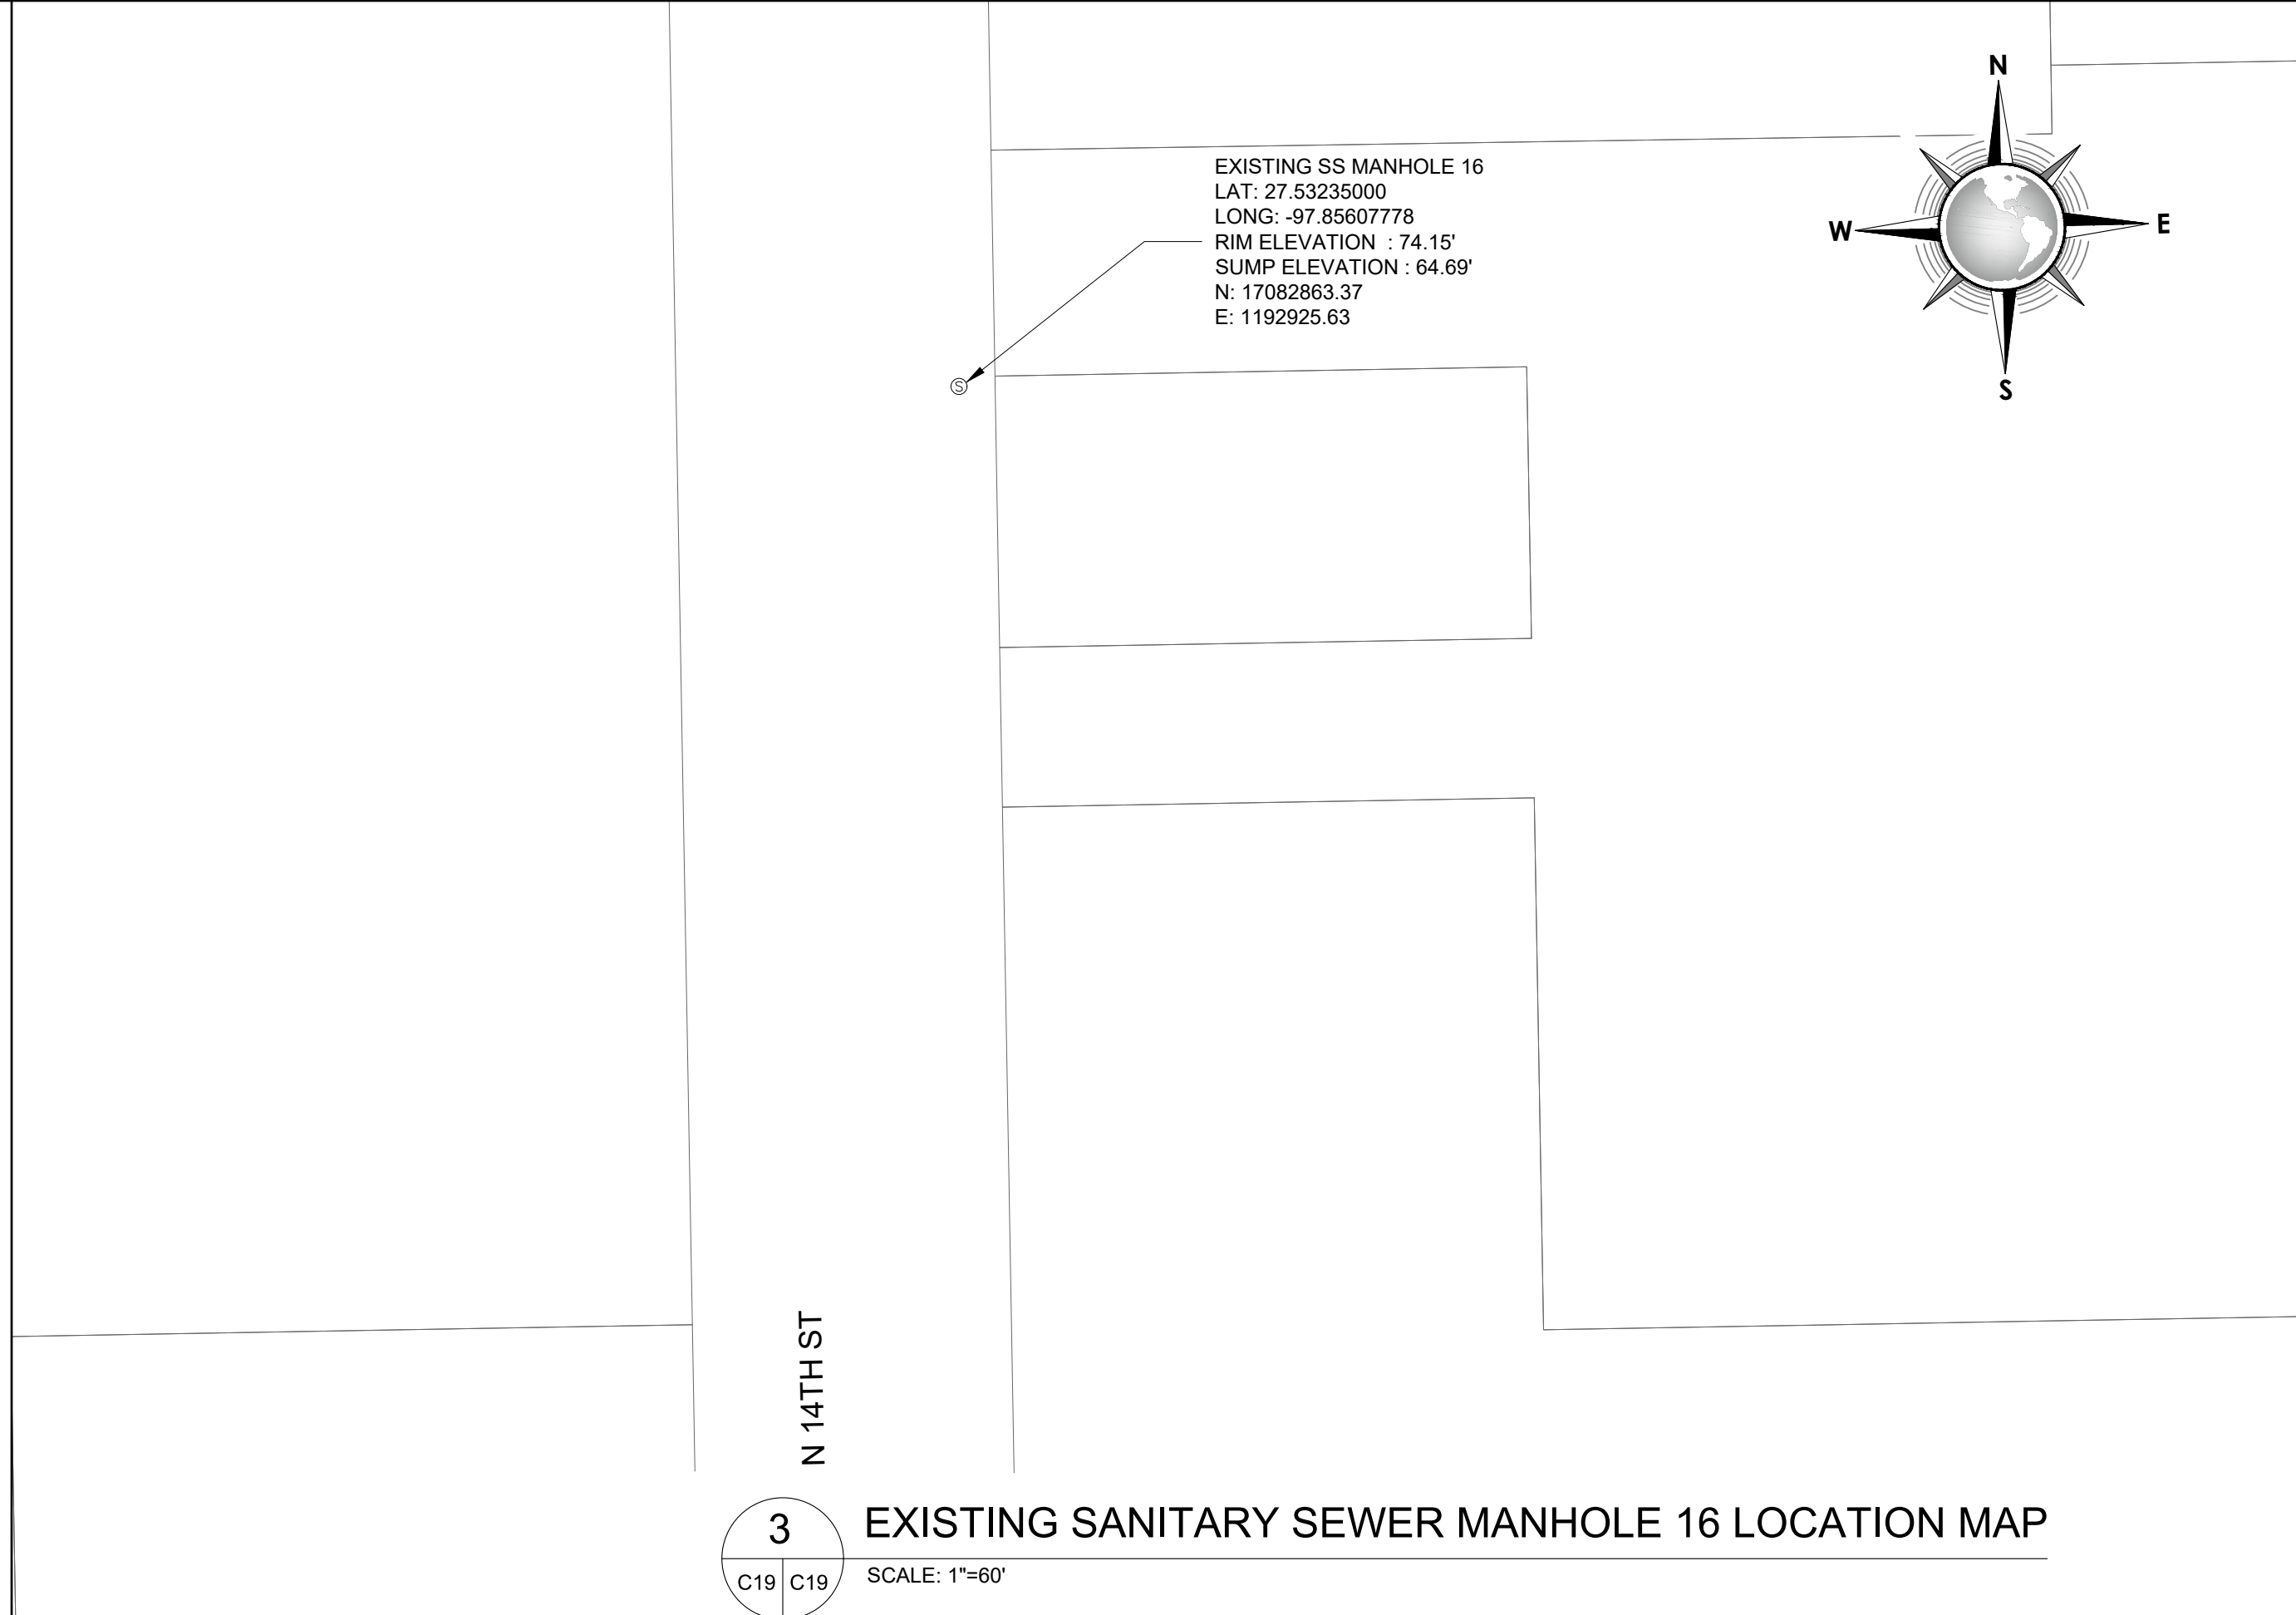 N
W
E
S
EXISTING SS MANHOLE 16
LAT: 27.53235000
LONG: -97.85607778
RIM ELEVATION : 74.15'
SUMP ELEVATION : 64.69'
N: 17082863.37
E: 1192925.63
S
N 14TH ST
3
C19 C19
EXISTING SANITARY SEWER MANHOLE 16 LOCATION MAP
SCALE: 1"=60'